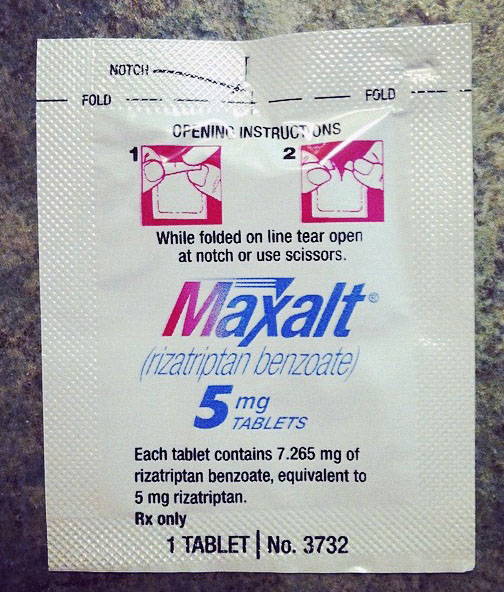 NOTCH
FOLD FOLD
OPENING INSTRUCTIONS
1 2
While folded on line tear open
at notch or use scissors.
Maxalt®
(rizatriptan benzoate)
5 mg
TABLETS
Each tablet contains 7.265 mg of
rizatriptan benzoate, equivalent to
5 mg rizatriptan.
Rx only
1 TABLET | No. 3732